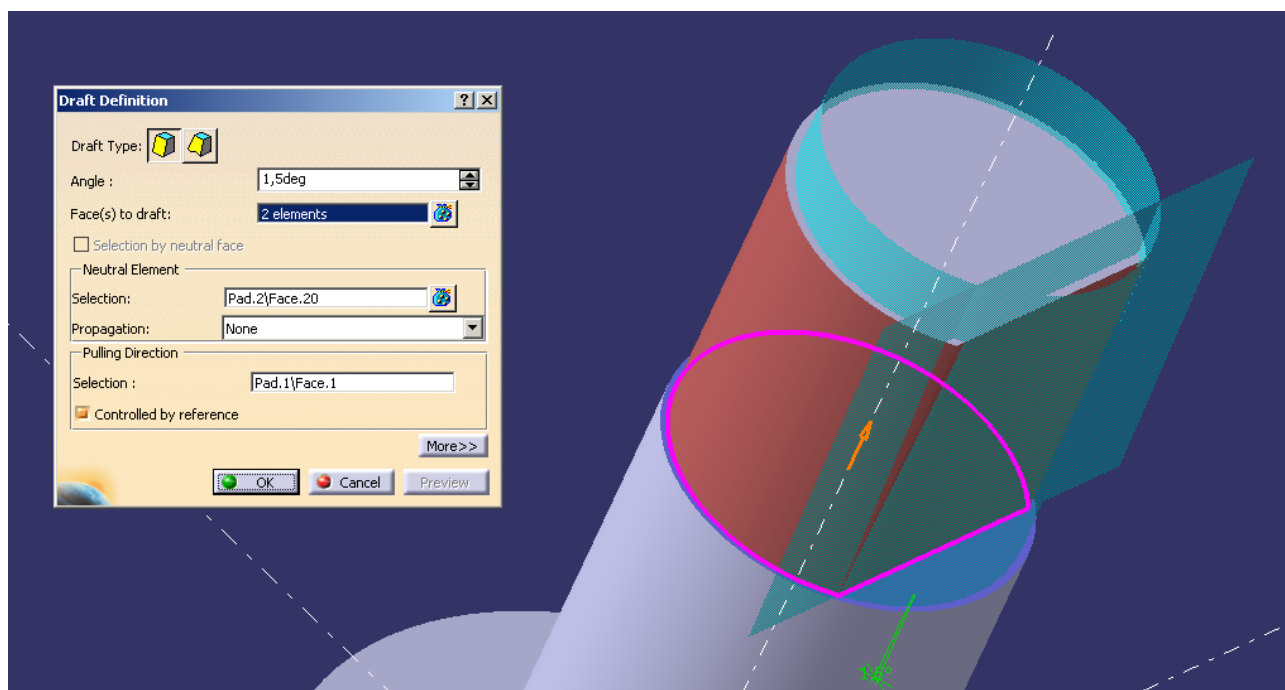 Draft Definition
Draft Type:
Angle : 1,5deg
Face(s) to draft: 2 elements
Selection by neutral face
Neutral Element
Selection: Pad.2\Face.20
Propagation: None
Pulling Direction
Selection : Pad.1\Face.1
Controlled by reference
More>>
OK Cancel Preview